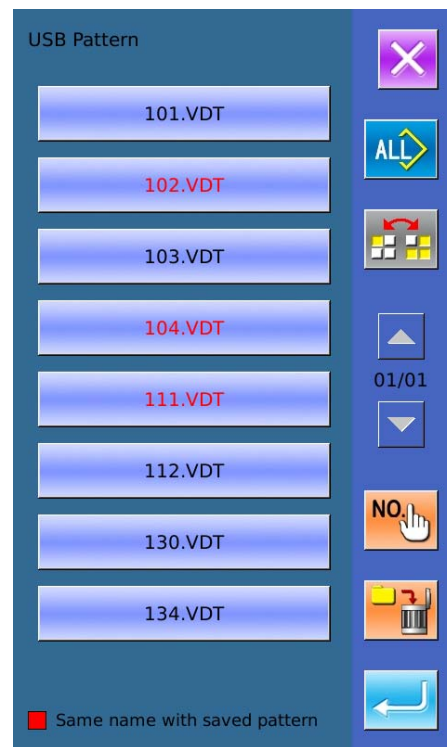 USB Pattern
101.VDT
102.VDT
103.VDT
104.VDT
111.VDT
112.VDT
130.VDT
134.VDT
Same name with saved pattern
ALL
01/01
NO.